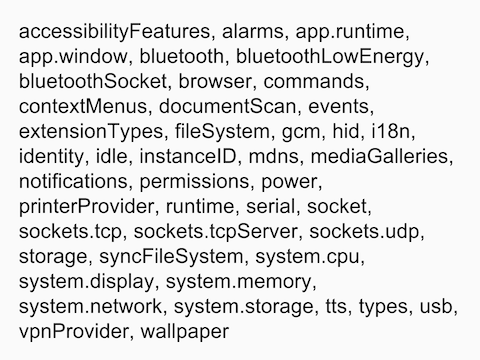 accessibilityFeatures, alarms, app.runtime,
app.window, bluetooth, bluetoothLowEnergy,
bluetoothSocket, browser, commands,
contextMenus, documentScan, events,
extensionTypes, fileSystem, gcm, hid, i18n,
identity, idle, instanceID, mdns, mediaGalleries,
notifications, permissions, power,
printerProvider, runtime, serial, socket,
sockets.tcp, sockets.tcpServer, sockets.udp,
storage, syncFileSystem, system.cpu,
system.display, system.memory,
system.network, system.storage, tts, types, usb,
vpnProvider, wallpaper